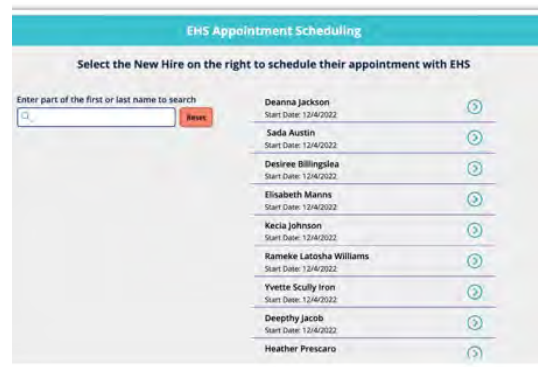 EHS Appointment Scheduling
Select the New Hire on the right to schedule their appointment with EHS
Enter part of the first or last name to search
Reset
Deanna Jackson
Start Date: 12/4/2022
Sada Austin
Start Date: 12/4/2022
Desiree Billingslea
Start Date: 12/4/2022
Elisabeth Manns
Start Date: 12/4/2022
Kecia Johnson
Start Date: 12/4/2022
Rameke Latosha Williams
Start Date: 12/4/2022
Yvette Scully Iron
Start Date: 12/4/2022
Deepthy Jacob
Start Date: 12/4/2022
Heather Prescaro